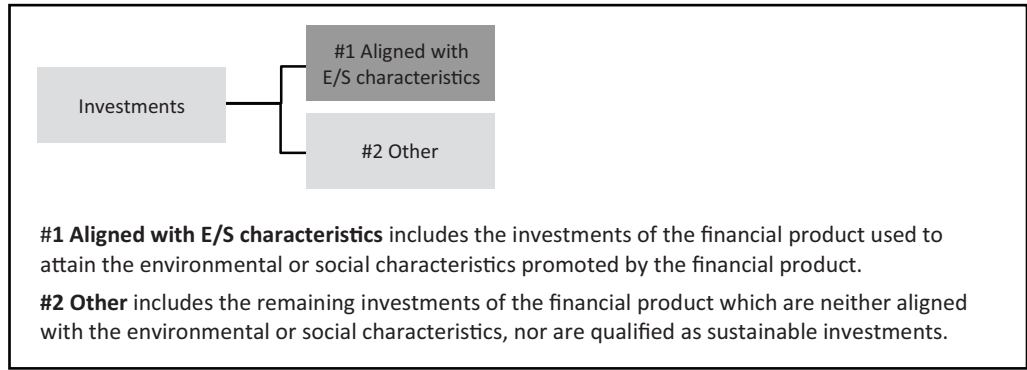 #1 Aligned with
E/S characteristics
Investments
#2 Other
#1 Aligned with E/S characteristics includes the investments of the financial product used to
attain the environmental or social characteristics promoted by the financial product.
#2 Other includes the remaining investments of the financial product which are neither aligned
with the environmental or social characteristics, nor are qualified as sustainable investments.